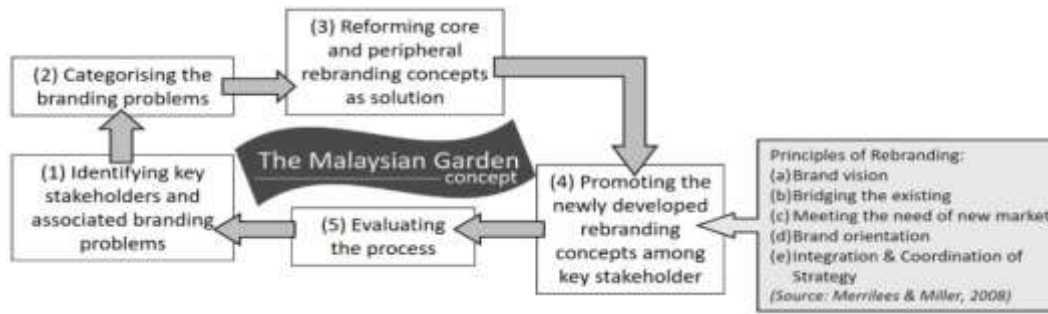 (3) Reforming core
and peripheral
rebranding concepts
as solution
(2) Categorising the
branding problems
The Malaysian Garden
concept
(1) Identifying key
stakeholders and
associated branding
problems
(5) Evaluating
the process
(4) Promoting the
newly developed
rebranding
concepts among
key stakeholder
Principles of Rebranding:
(a)Brand vision
(b)Bridging the existing
(c)Meeting the need of new market
(d)Brand orientation
(e)Integration & Coordination of
Strategy
(Source: Merrilees & Miller, 2008)